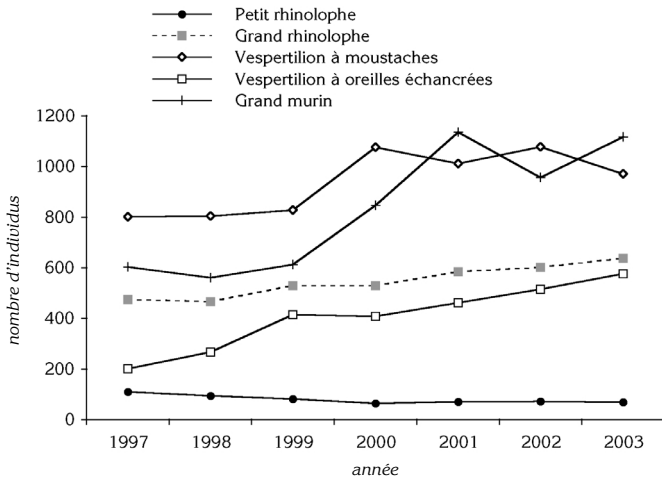 Petit rhinolophe
Grand rhinolophe
Vespertilion à moustaches
Vespertilion à oreilles échancrées
Grand murin
1200
1000
800
600
400
200
0
nombre d'individus
1997 1998 1999 2000 2001 2002 2003
année